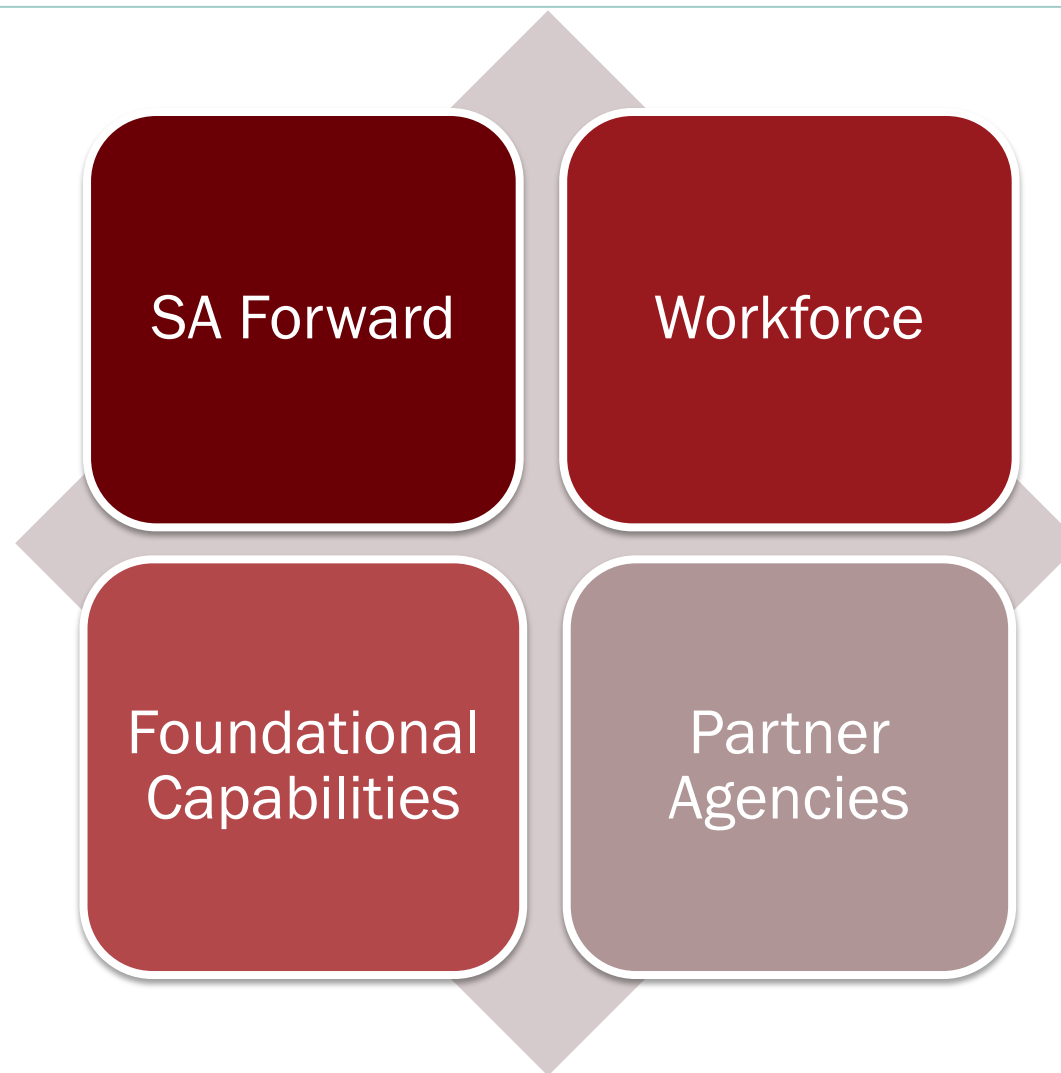 SA Forward
Workforce
Foundational
Capabilities
Partner
Agencies